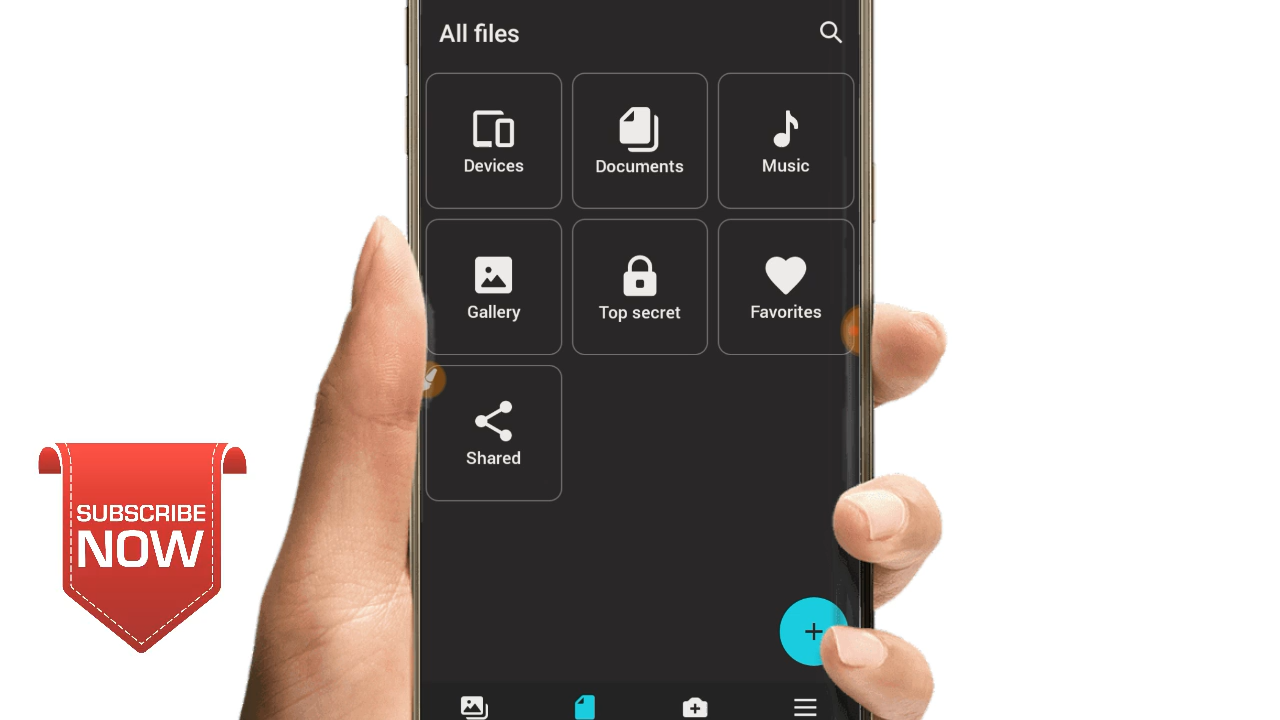 All files
Devices
Documents
Music
Gallery
Top secret
Favorites
Shared
SUBSCRIBE
NOW